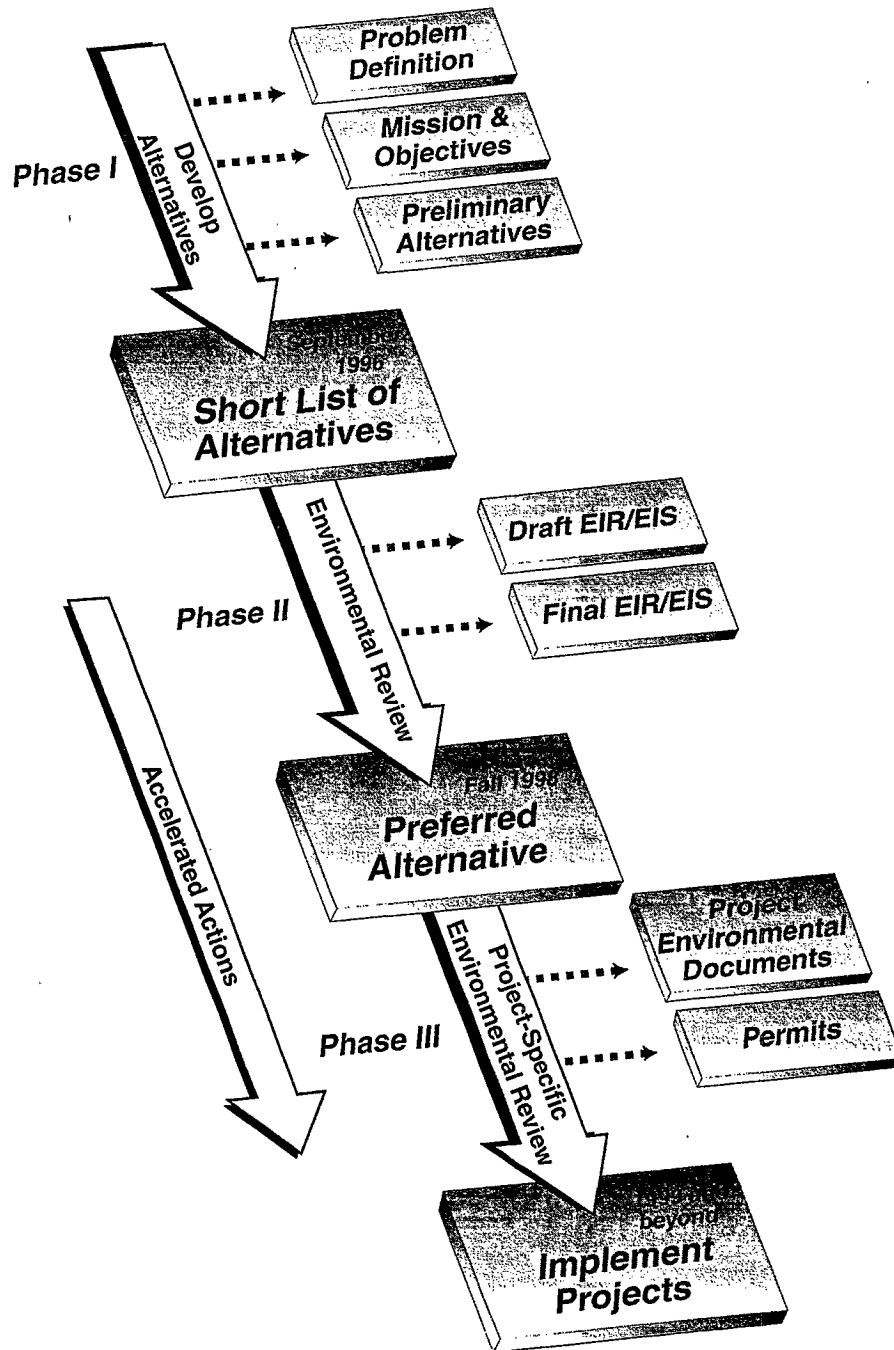 Problem
Definition
Phase I
Develop
Alternatives
Mission &
Objectives
Preliminary
Alternatives
September
1996
Short List of
Alternatives
Phase II
Environmental Review
Draft EIR/EIS
Final EIR/EIS
Accelerated Actions
Fall 1998
Preferred
Alternative
Phase III
Project-Specific
Environmental Review
Project
Environmental
Documents
Permits
beyond
Implement
Projects